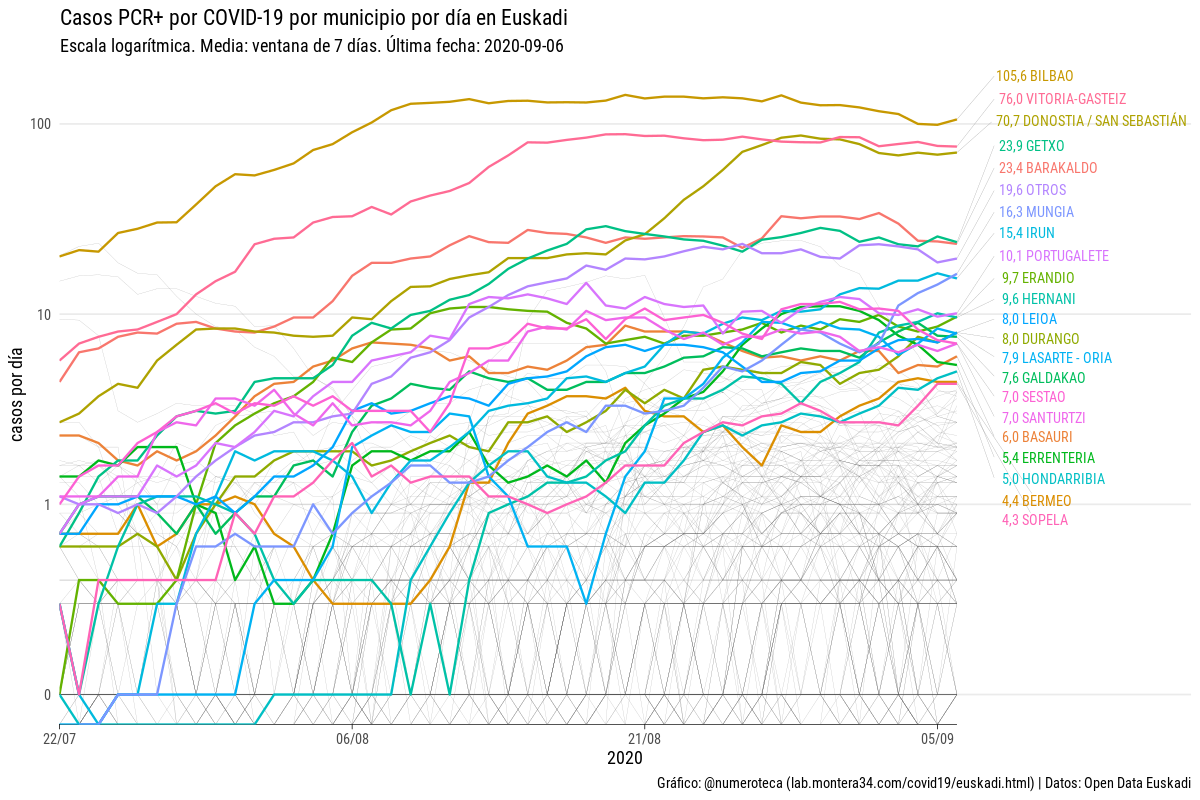 Casos PCR+ por COVID-19 por municipio por día en Euskadi
Escala logarítmica. Media: ventana de 7 días. Última fecha: 2020-09-06
105,6 BILBAO
76,0 VITORIA-GASTEIZ
70,7 DONOSTIA / SAN SEBASTIÁN
23,9 GETXO
23,4 BARAKALDO
19,6 OTROS
16,3 MUNGIA
15,4 IRUN
10,1 PORTUGALETE
9,7 ERANDIO
9,6 HERNANI
8,0 LEIOA
8,0 DURANGO
7,9 LASARTE - ORIA
7,6 GALDAKAO
7,0 SESTAO
7,0 SANTURTZI
6,0 BASAURI
5,4 ERRENTERIA
5,0 HONDARRIBIA
4,4 BERMEO
4,3 SOPELA
casos por día
100
10
1
0
22/07
06/08
21/08
05/09
2020
Gráfico: @numeroteca (lab.montera34.com/covid19/euskadi.html) | Datos: Open Data Euskadi